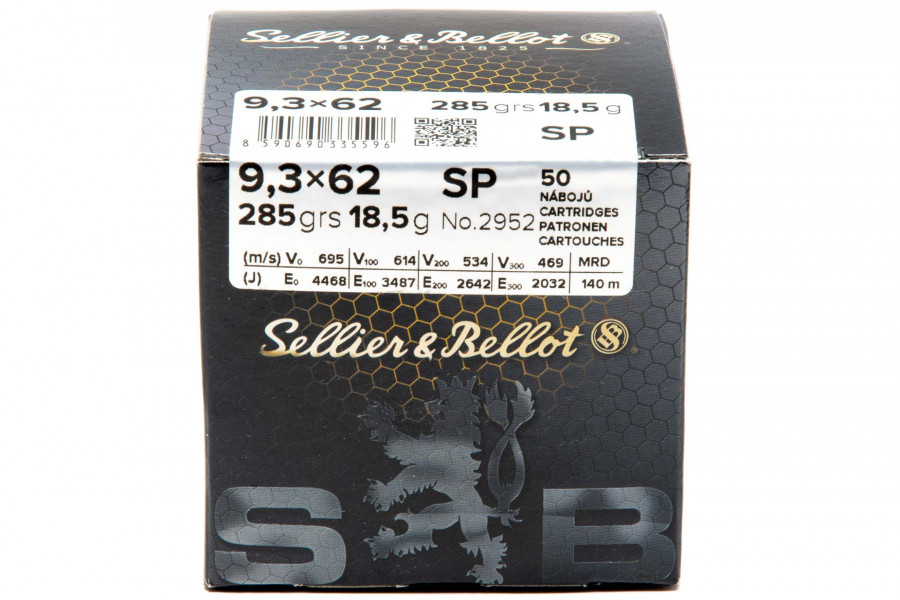 Sellier & Bellot SB
SINCE 1825
9,3×62 285 grs 18,5 g
SP
8 590690 335596
9,3×62 SP 50
NÁBOJŮ
285 grs 18,5 g No.2952 CARTRIDGES
PATRONEN
CARTOUCHES
(m/s) V₀ 695 V₁₀₀ 614 V₂₀₀ 534 V₃₀₀ 469 MRD
(J) E₀ 4468 E₁₀₀ 3487 E₂₀₀ 2642 E₃₀₀ 2032 140 m
Sellier & Bellot SB
S B